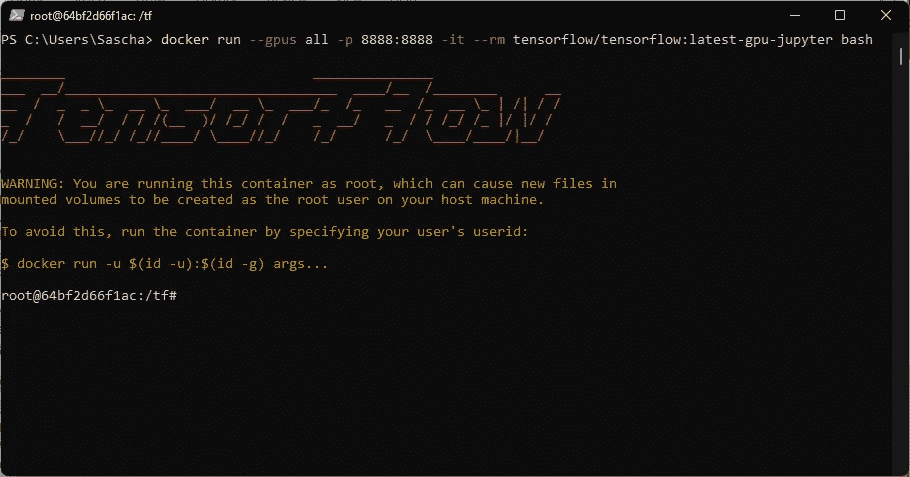 root@64bf2d66f1ac: /tf
PS C:\Users\Sascha> docker run --gpus all -p 8888:8888 -it --rm tensorflow/tensorflow:latest-gpu-jupyter bash
TensorFlow
WARNING: You are running this container as root, which can cause new files in
mounted volumes to be created as the root user on your host machine.
To avoid this, run the container by specifying your user's userid:
$ docker run -u $(id -u):$(id -g) args...
root@64bf2d66f1ac:/tf#